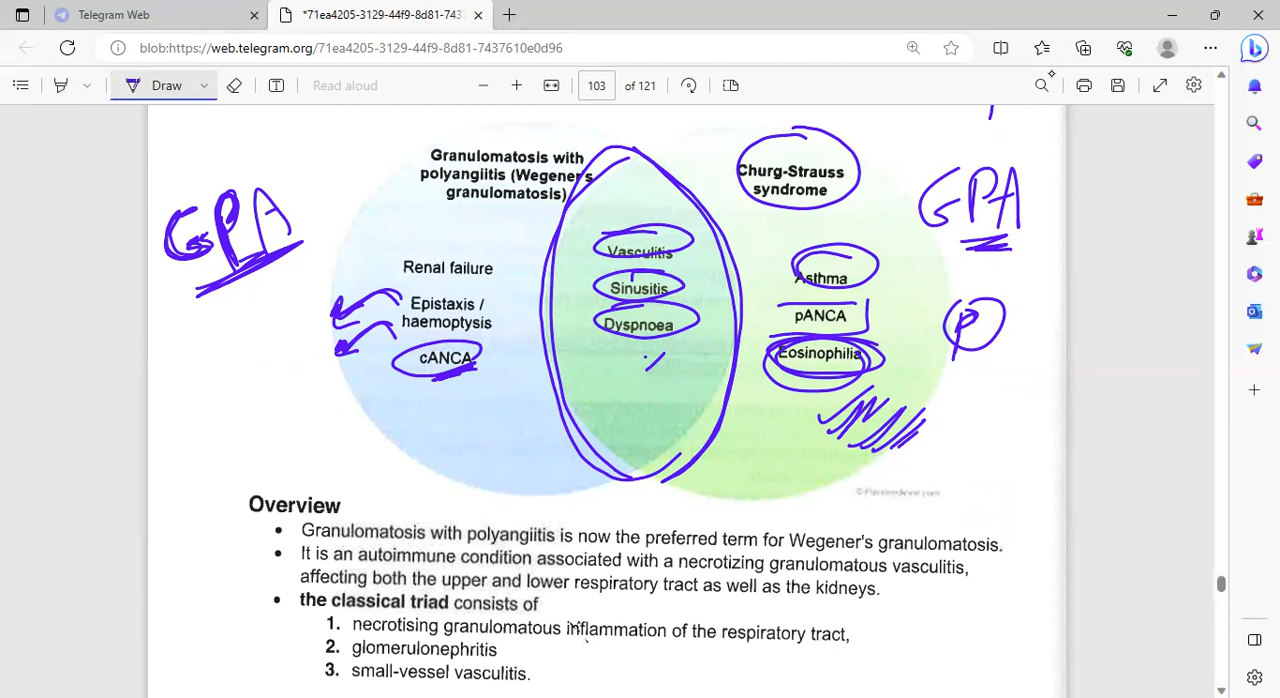 Telegram Web
*71ea4205-3129-44f9-8d81-7437
blob:https://web.telegram.org/71ea4205-3129-44f9-8d81-7437610e0d96
Draw
Read aloud
103 of 121
Granulomatosis with
polyangiitis (Wegener's
granulomatosis)
Churg-Strauss
syndrome
GPA
GPA
Vasculitis
Sinusitis
Dyspnoea
Renal failure
Epistaxis /
haemoptysis
cANCA
Asthma
pANCA
Eosinophilia
P
Overview
• Granulomatosis with polyangiitis is now the preferred term for Wegener's granulomatosis.
• It is an autoimmune condition associated with a necrotizing granulomatous vasculitis,
affecting both the upper and lower respiratory tract as well as the kidneys.
• the classical triad consists of
1. necrotising granulomatous inflammation of the respiratory tract,
2. glomerulonephritis
3. small-vessel vasculitis.